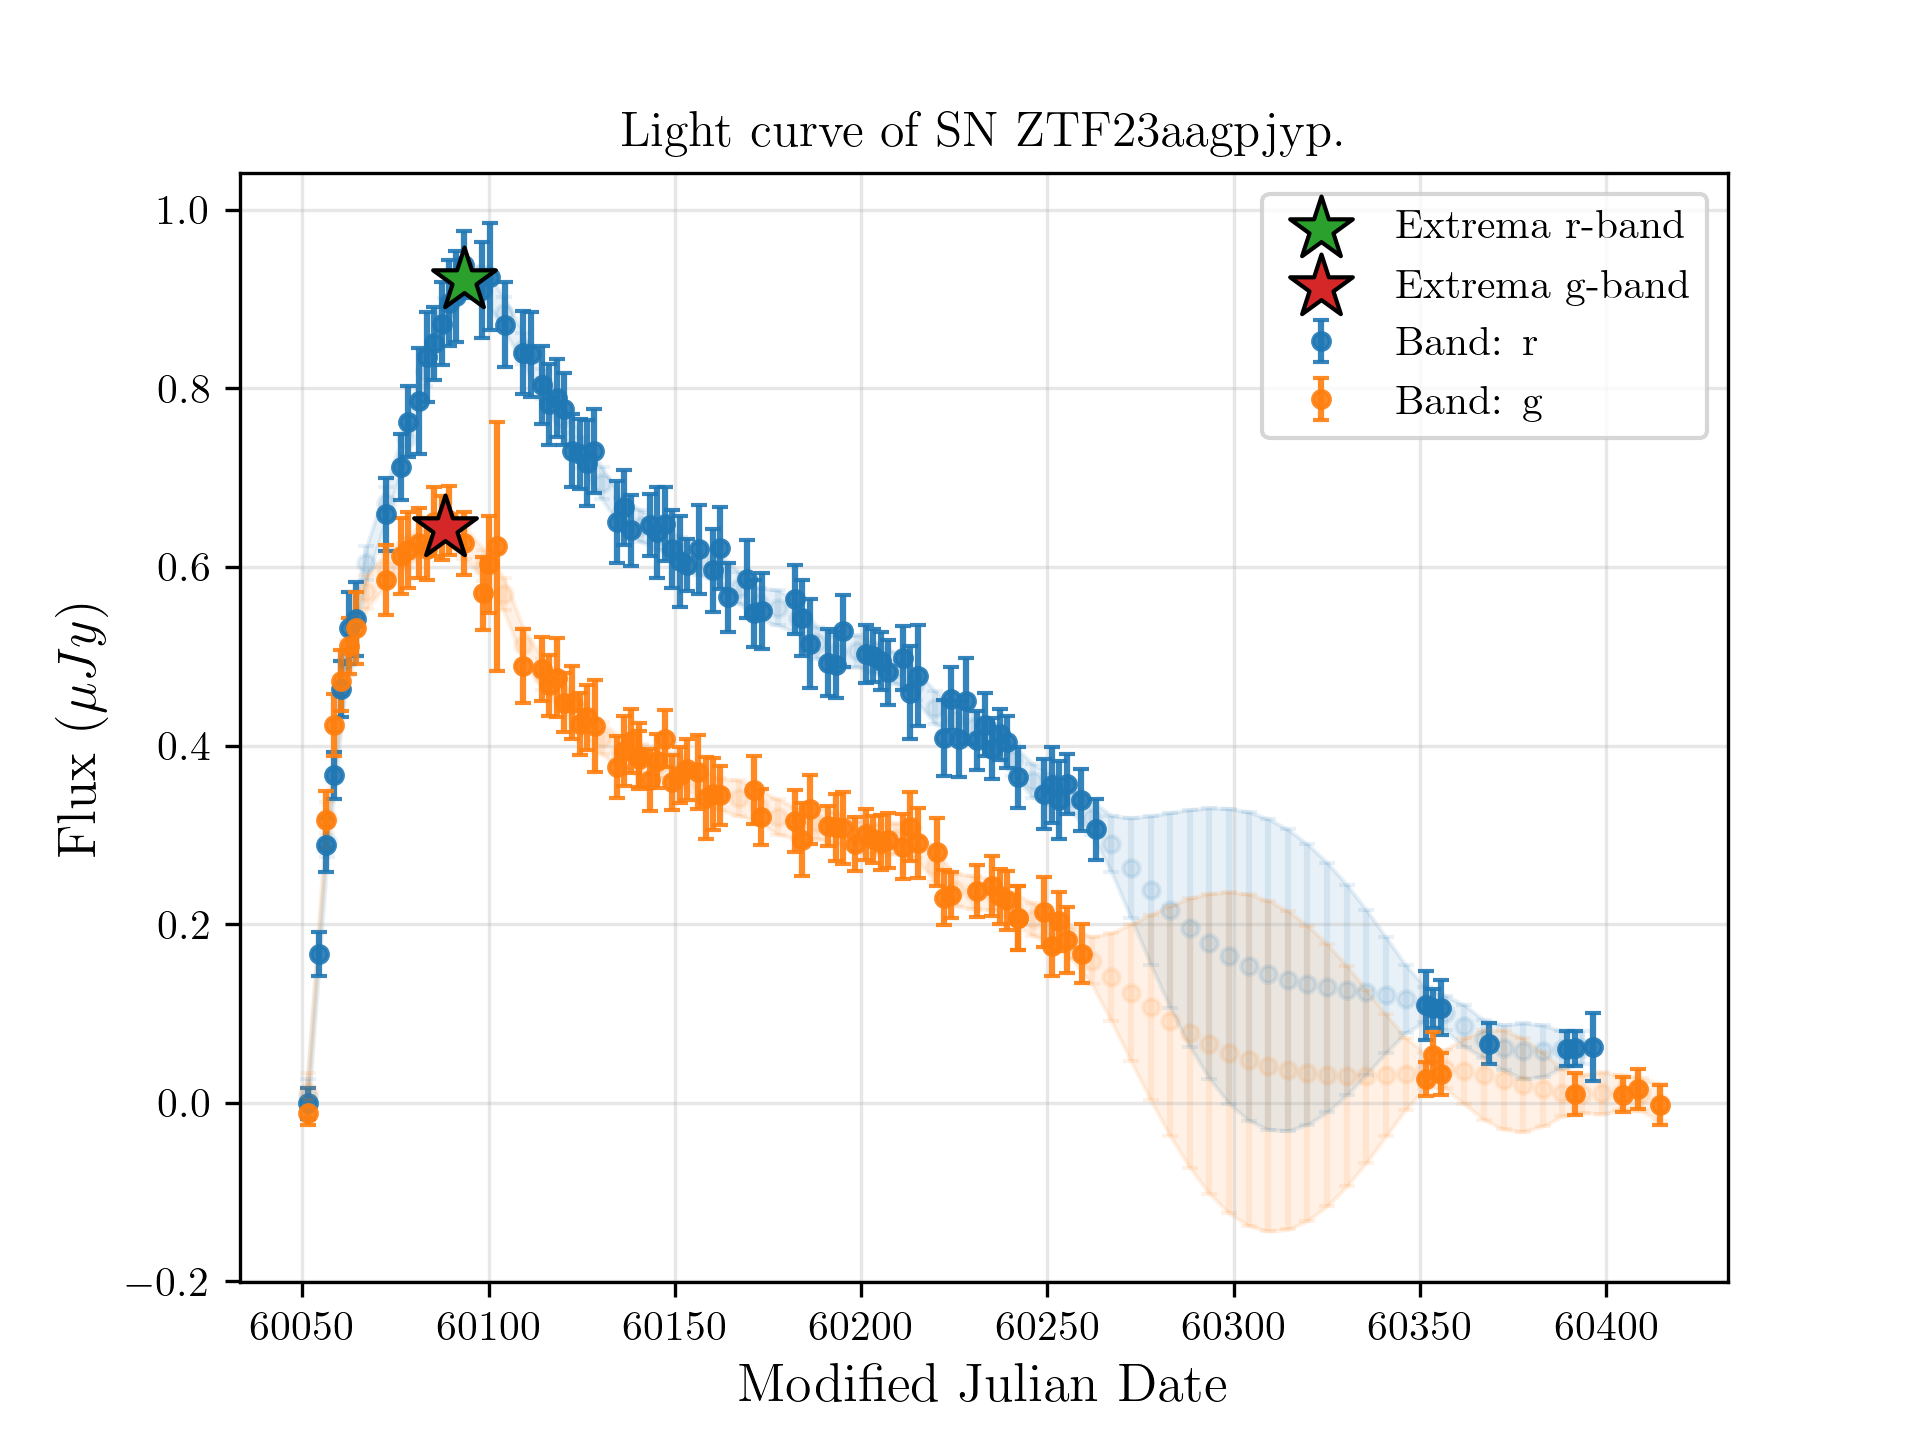 Light curve of SN ZTF23aagpjyp.
Extrema r-band
Extrema g-band
Band: r
Band: g
Flux (μJy)
1.0
0.8
0.6
0.4
0.2
0.0
−0.2
60050 60100 60150 60200 60250 60300 60350 60400
Modified Julian Date